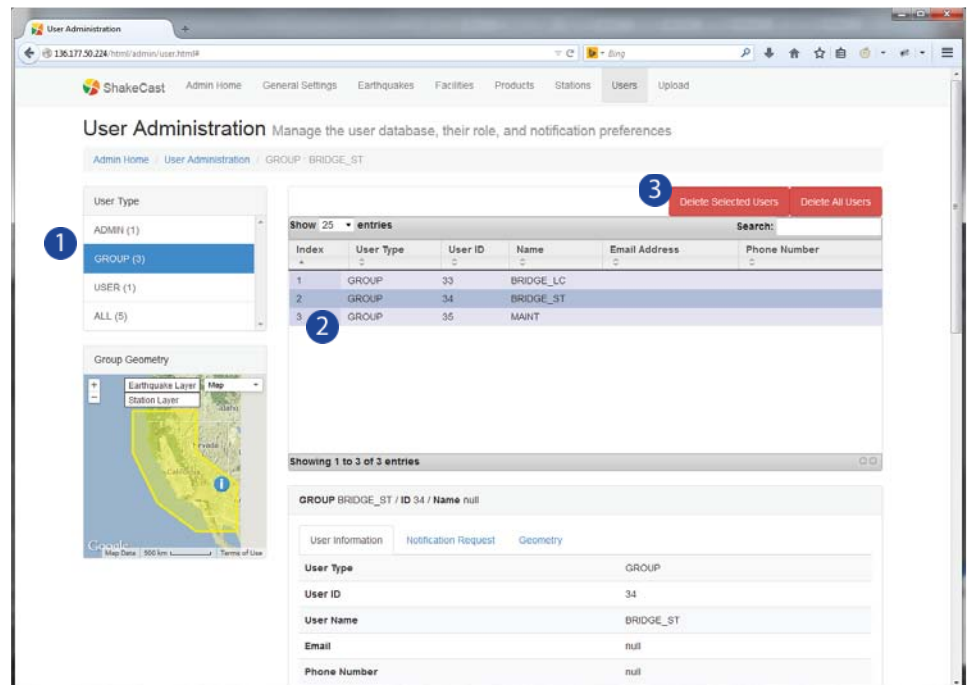 User Administration
136.177.50.224/html/admin/user.html#
Bing
ShakeCast Admin Home General Settings Earthquakes Facilities Products Stations Users Upload
User Administration Manage the user database, their role, and notification preferences
Admin Home / User Administration / GROUP : BRIDGE_ST
User Type
ADMIN (1)
1
GROUP (3)
USER (1)
ALL (5)
3
Delete Selected Users Delete All Users
Show 25 entries Search:
Index User Type User ID Name Email Address Phone Number
1 GROUP 33 BRIDGE_LC
2 GROUP 34 BRIDGE_ST
3 GROUP 35 MAINT
2
Showing 1 to 3 of 3 entries
Group Geometry
+ Earthquake Layer Map
- Station Layer
Idaho
Nevada
California
i
Google
Map Data 500 km Terms of Use
GROUP BRIDGE_ST / ID 34 / Name null
User Information Notification Request Geometry
User Type GROUP
User ID 34
User Name BRIDGE_ST
Email null
Phone Number null